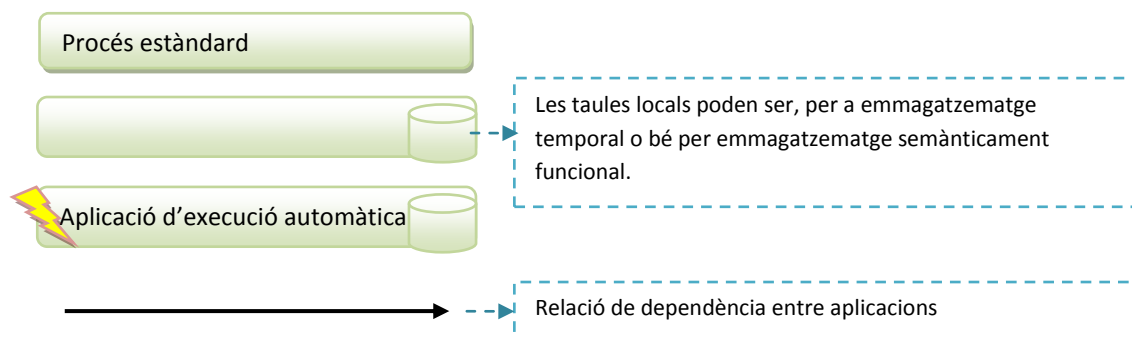 Procés estàndard
Les taules locals poden ser, per a emmagatzematge
temporal o bé per emmagatzematge semànticament
funcional.
Aplicació d’execució automàtica
Relació de dependència entre aplicacions